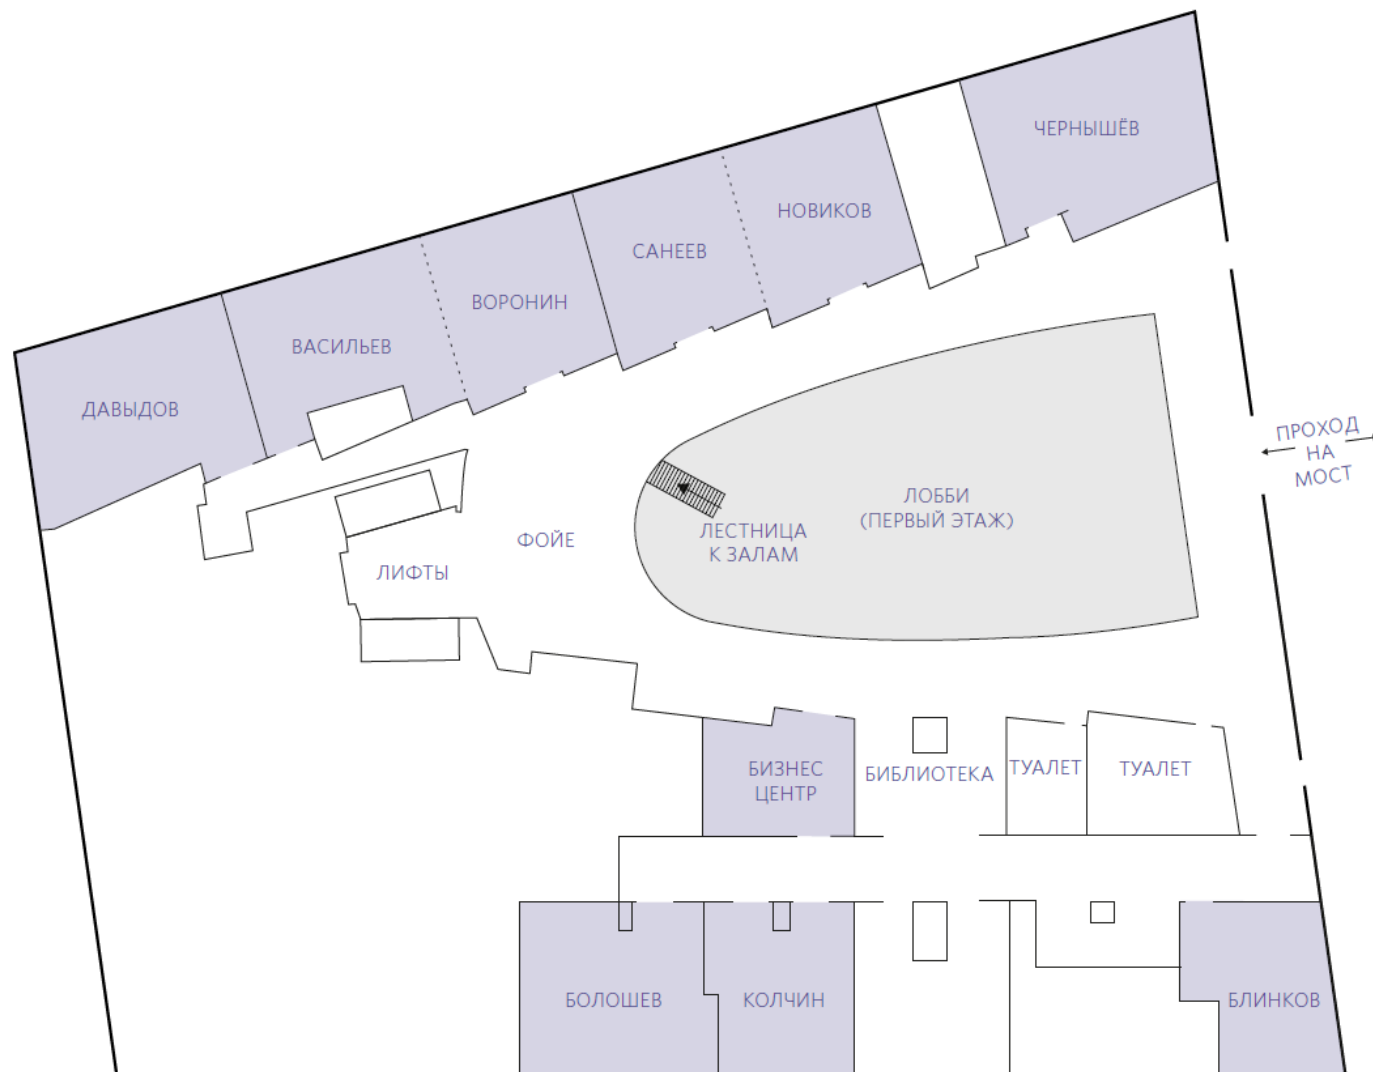 ЧЕРНЫШЁВ
НОВИКОВ
САНЕЕВ
ВОРОНИН
ВАСИЛЬЕВ
ДАВЫДОВ
ПРОХОД
НА
МОСТ
ЛОББИ
(ПЕРВЫЙ ЭТАЖ)
ЛЕСТНИЦА
К ЗАЛАМ
ФОЙЕ
ЛИФТЫ
БИЗНЕС
ЦЕНТР
БИБЛИОТЕКА
ТУАЛЕТ
ТУАЛЕТ
БОЛОШЕВ
КОЛЧИН
БЛИНКОВ